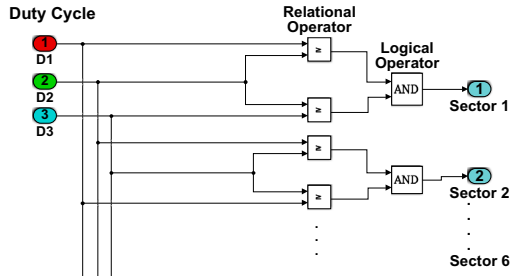 Duty Cycle
Relational
Operator
Logical
Operator
1
D1
2
D2
3
D3
≥
≥
AND
1
Sector 1
≥
≥
AND
2
Sector 2
Sector 6